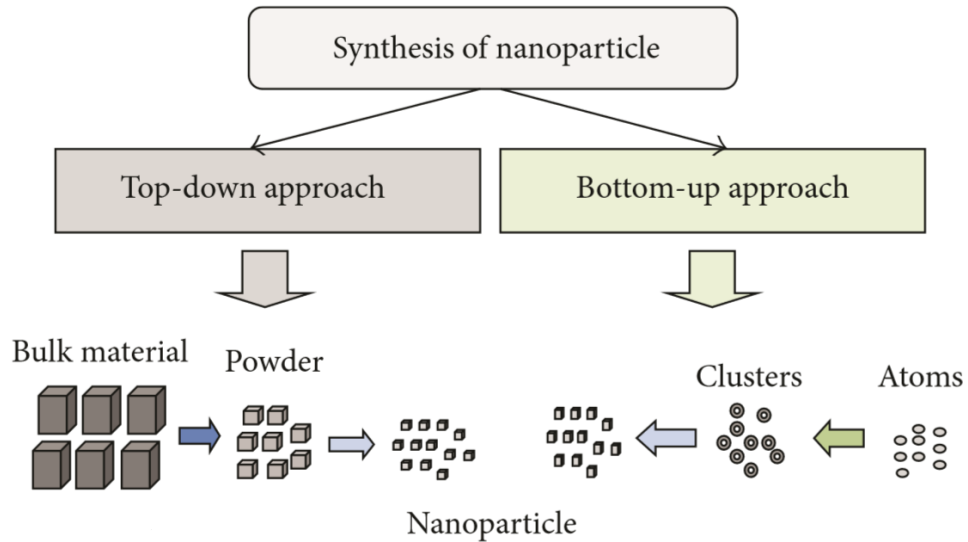 Synthesis of nanoparticle
Top-down approach
Bottom-up approach
Bulk material
Powder
Clusters
Atoms
Nanoparticle